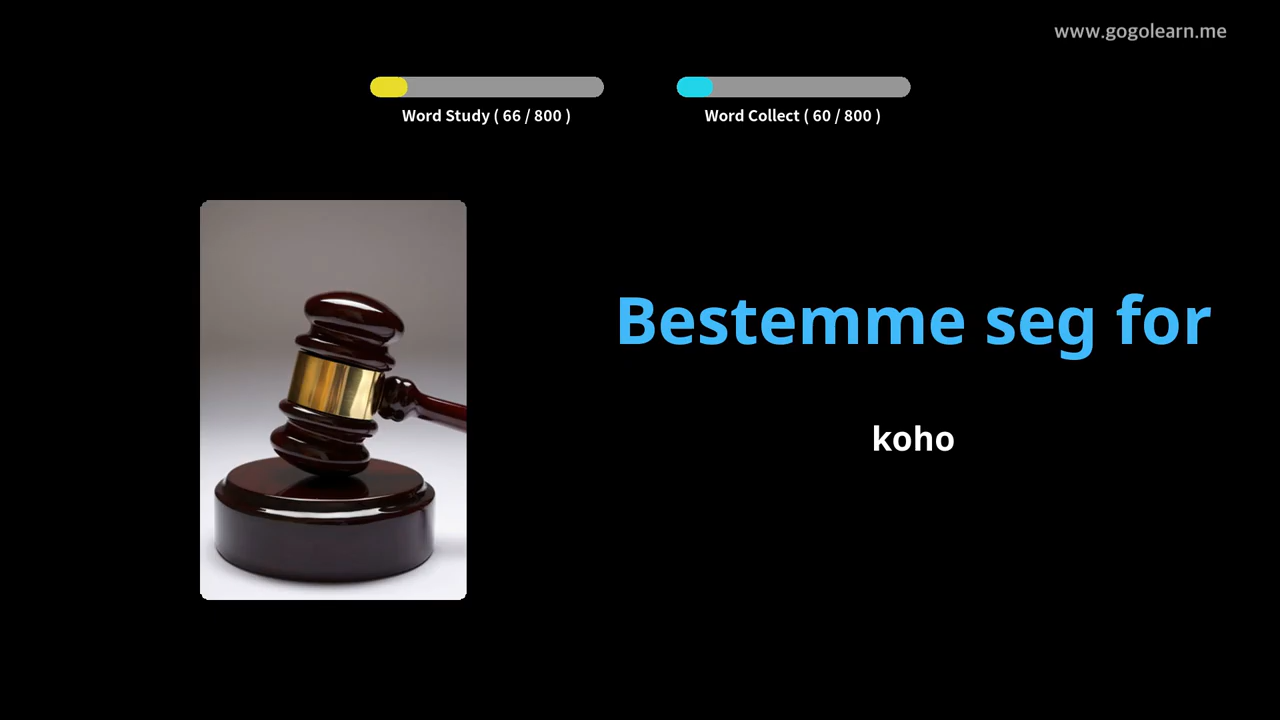 www.gogolearn.me
Word Study ( 66 / 800 )
Word Collect ( 60 / 800 )
Bestemme seg for
koho